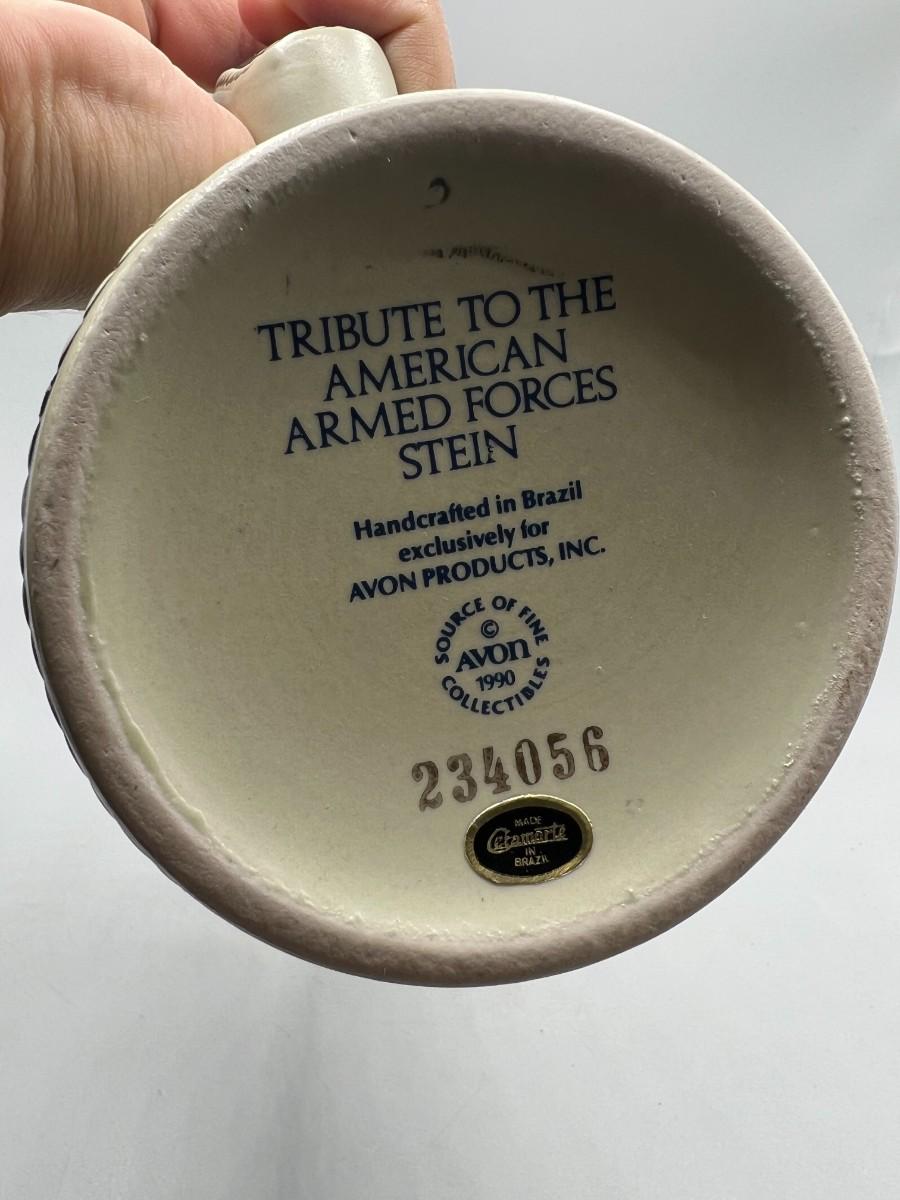 TRIBUTE TO THE
AMERICAN
ARMED FORCES
STEIN
Handcrafted in Brazil
exclusively for
AVON PRODUCTS, INC.
SOURCE OF FINE
©
AVON
1990
COLLECTIBLES
234056
MADE
Ceramarte
IN
BRAZIL